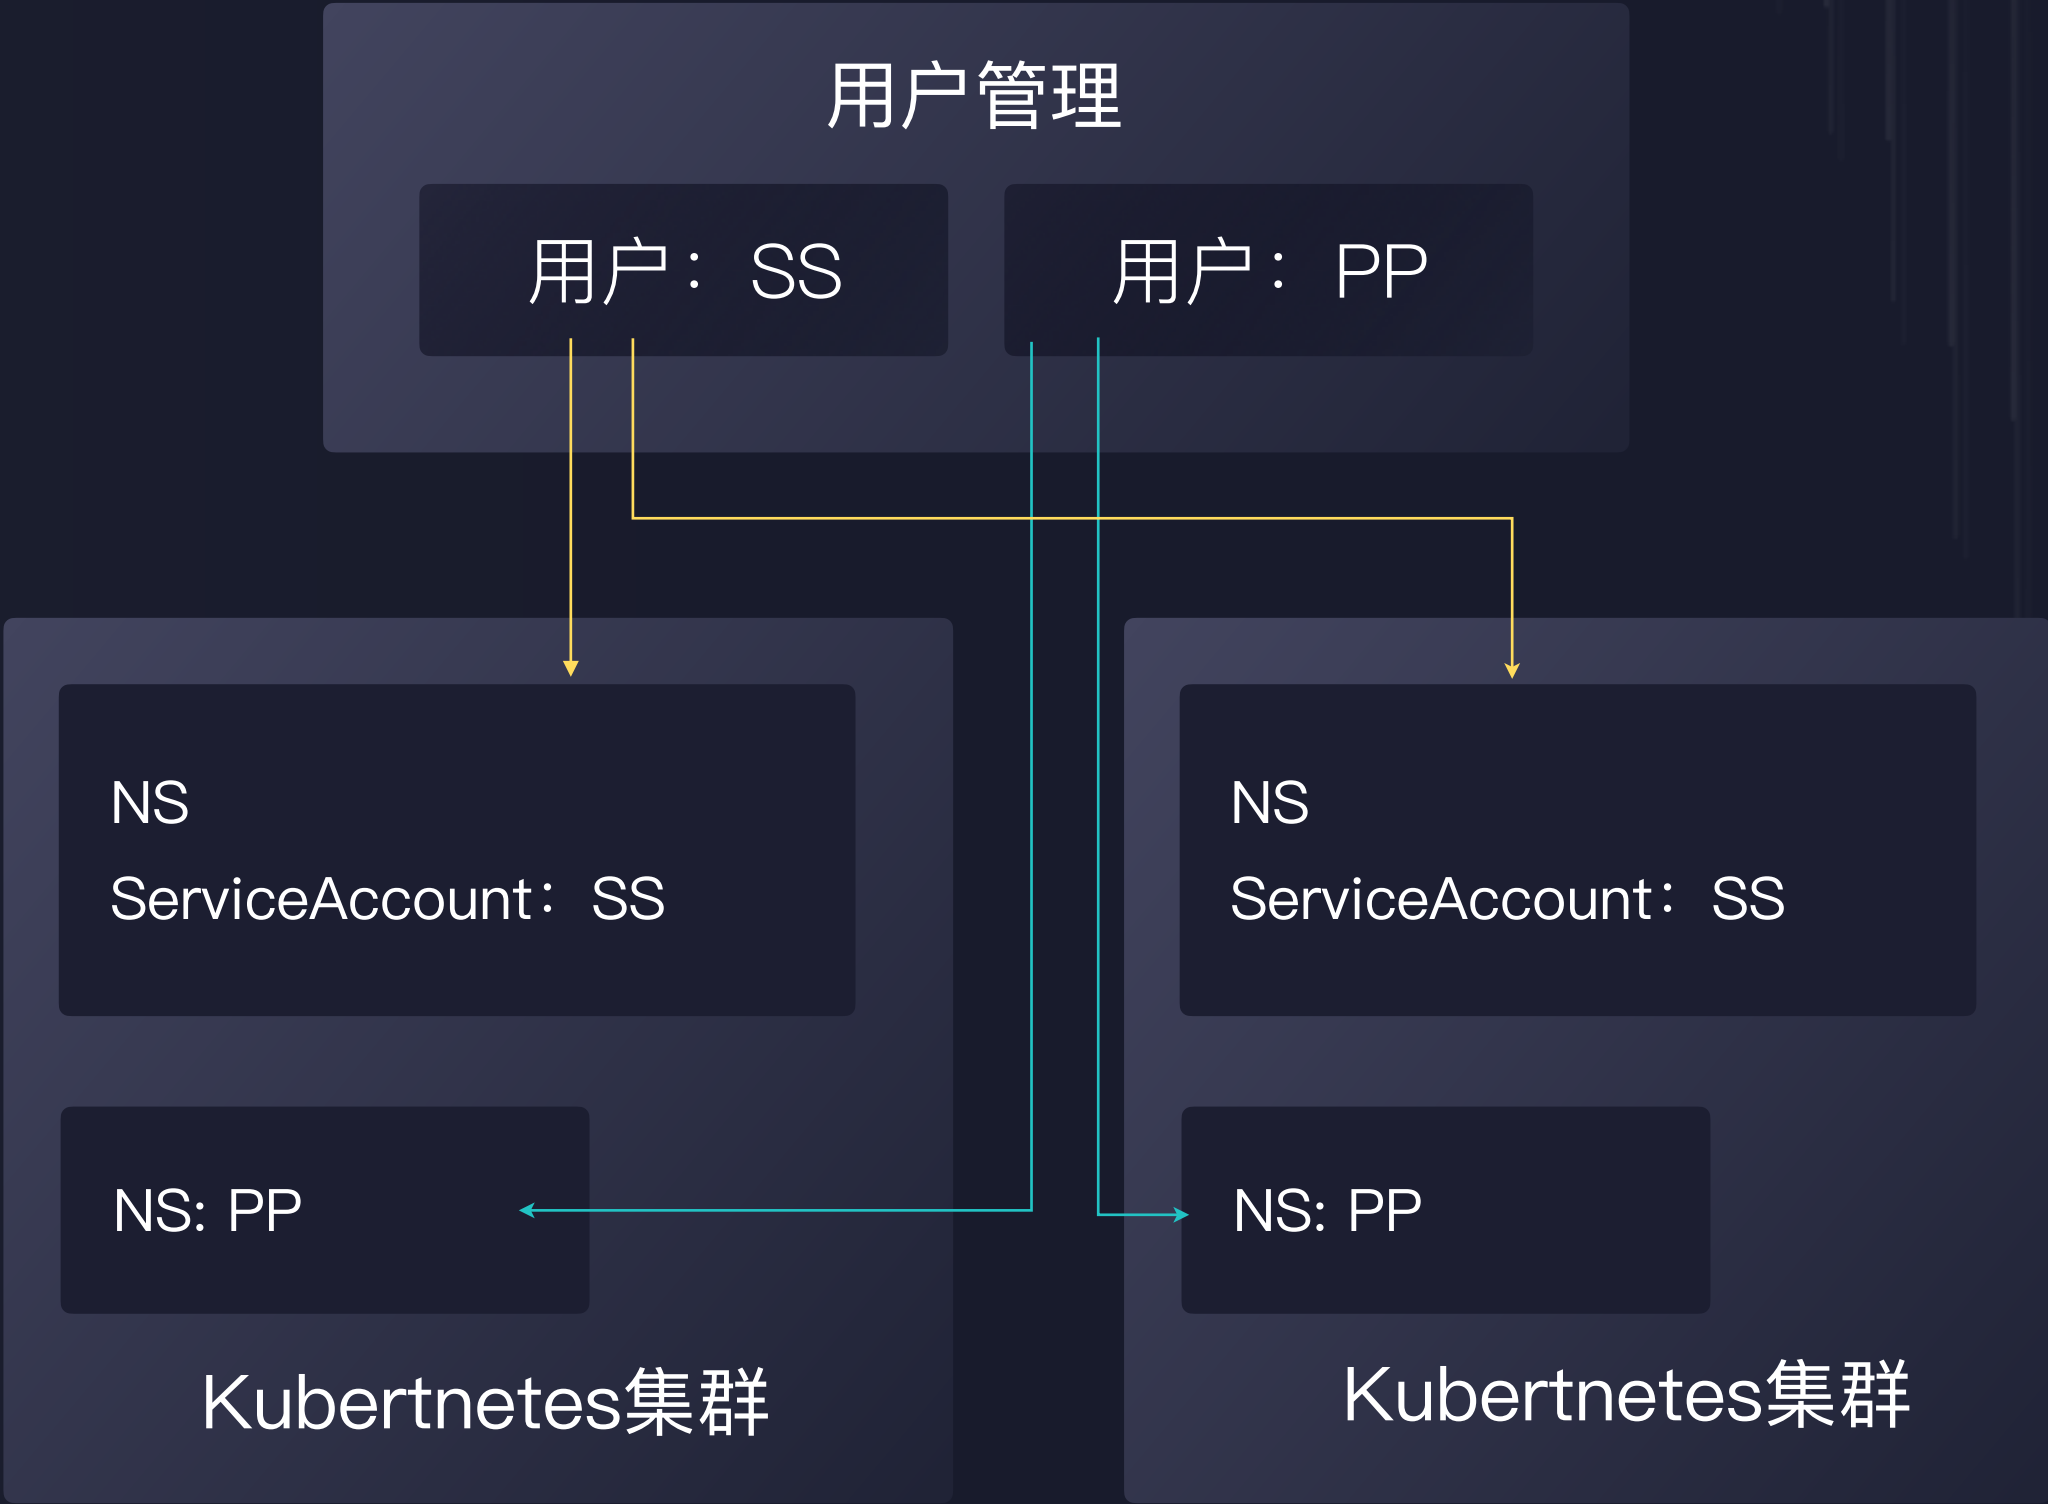 用户管理
用户：SS
用户：PP
NS
ServiceAccount：SS
NS
ServiceAccount：SS
NS: PP
NS: PP
Kubertnetes集群
Kubertnetes集群